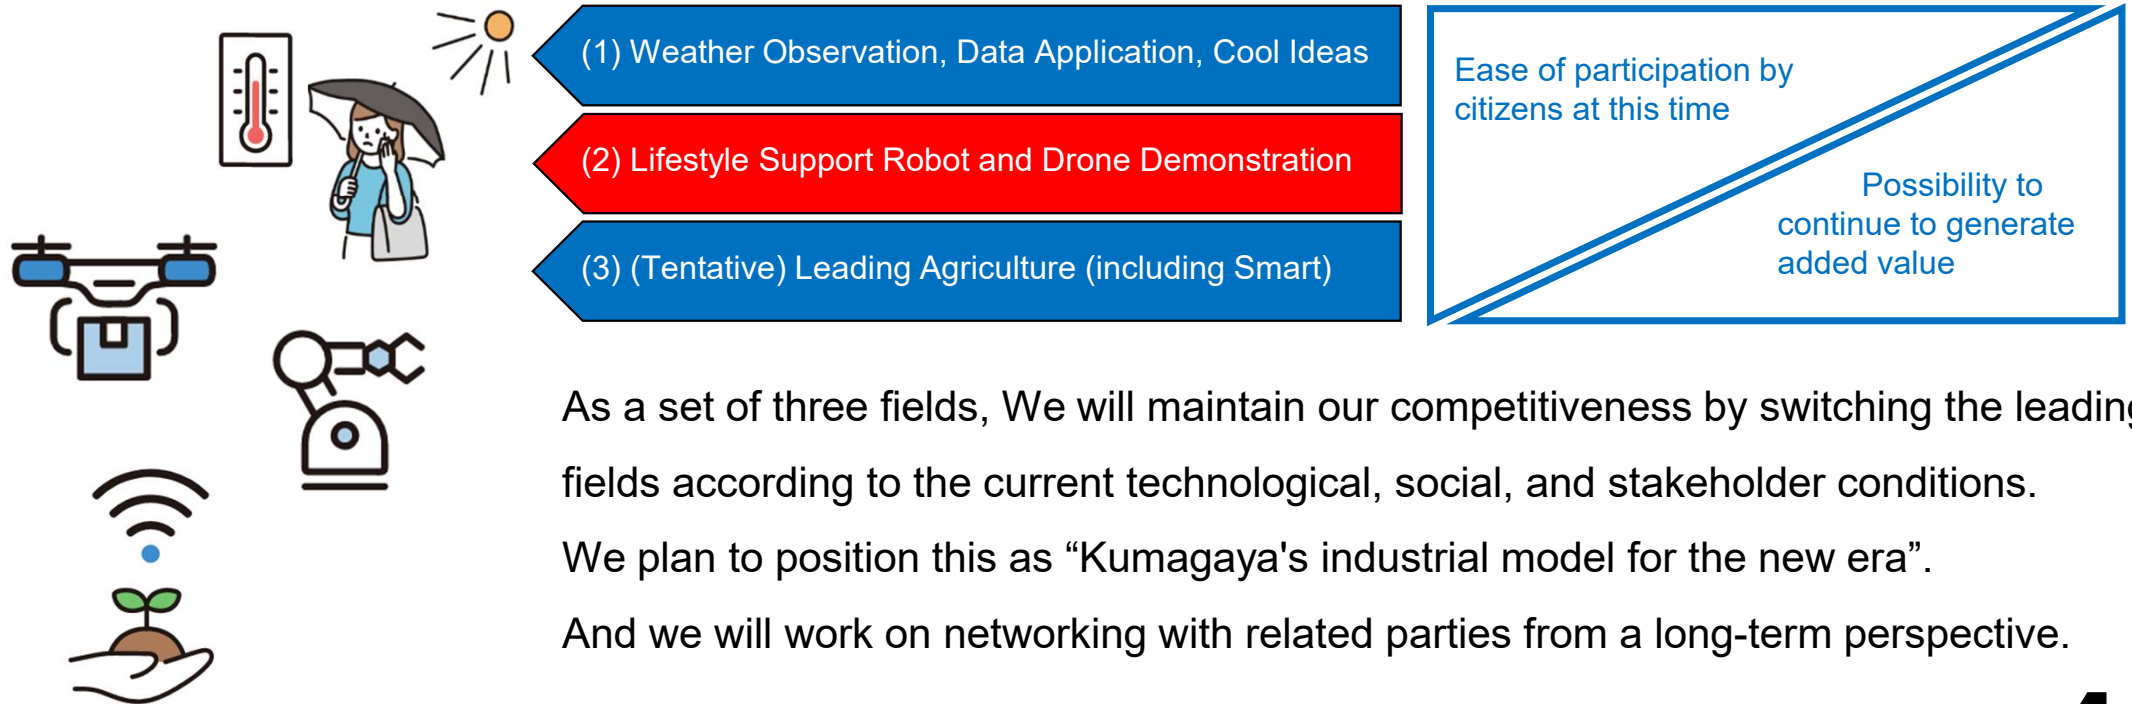 (1) Weather Observation, Data Application, Cool Ideas
(2) Lifestyle Support Robot and Drone Demonstration
(3) (Tentative) Leading Agriculture (including Smart)
Ease of participation by
citizens at this time
Possibility to
continue to generate
added value
As a set of three fields, We will maintain our competitiveness by switching the leading
fields according to the current technological, social, and stakeholder conditions.
We plan to position this as “Kumagaya's industrial model for the new era”.
And we will work on networking with related parties from a long-term perspective.